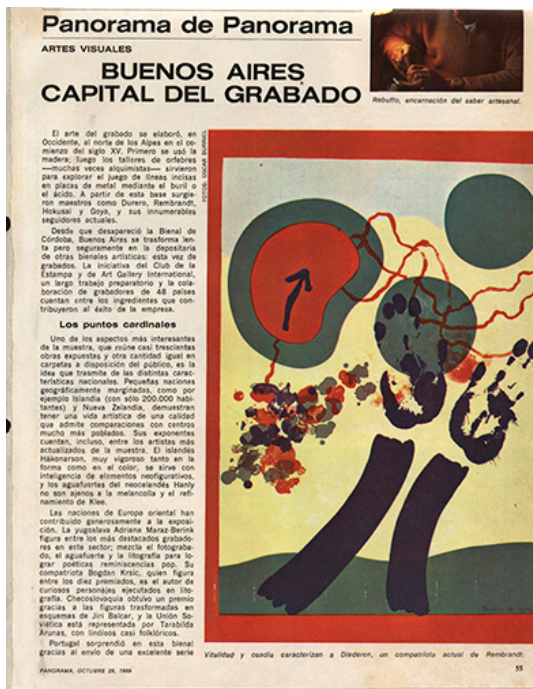 Panorama de Panorama
ARTES VISUALES
BUENOS AIRES
CAPITAL DEL GRABADO
Rebuffo, encarnación del saber artesanal.
El arte del grabado se elaboró, en
Occidente, al norte de los Alpes en el co-
mienzo del siglo XV. Primero se usó la
madera; luego los talleres de orfebres
—muchas veces alquimistas— sirvieron
para explorar el juego de líneas incisas
en placas de metal mediante el buril o
el ácido. A partir de esta base surgie-
ron maestros como Durero, Rembrandt,
Hokusai y Goya, y sus innumerables
seguidores actuales.
Desde que desapareció la Bienal de
Córdoba, Buenos Aires se trasforma len-
ta pero seguramente en la depositaria
de otras bienales artísticas: esta vez de
grabados. La iniciativa del Club de la
Estampa y de Art Gallery International,
un largo trabajo preparatorio y la cola-
boración de grabadores de 48 países
cuentan entre los ingredientes que con-
tribuyeron al éxito de la empresa.
Los puntos cardinales
Uno de los aspectos más interesantes
de la muestra, que reúne casi trescientas
obras expuestas y otra cantidad igual en
carpetas a disposición del público, es la
idea que trasmite de las distintas carac-
terísticas nacionales. Pequeñas naciones
geográficamente marginadas, como por
ejemplo Islandia (con sólo 200.000 habi-
tantes) y Nueva Zelandia, demuestran
tener una vida artística de una calidad
que admite comparaciones con centros
mucho más poblados. Sus exponentes
cuentan, incluso, entre los artistas más
actualizados de la muestra. El islandés
Hákonarson, muy vigoroso tanto en la
forma como en el color, se sirve con
inteligencia de elementos neofigurativos,
y los aguafuertes del neocelandés Hanly
no son ajenos a la melancolía y el refi-
namiento de Klee.
Las naciones de Europa oriental han
contribuido generosamente a la exposi-
ción. La yugoslava Adriana Maraz-Berink
figura entre los más destacados grabado-
res en este sector; mezcla el fotograba-
do, el aguafuerte y la litografía para lo-
grar poéticas reminiscencias pop. Su
compatriota Bogdan Krsic, quien figura
entre los diez premiados, es el autor de
curiosos personajes ejecutados en lito-
grafía. Checoslovaquia obtuvo un premio
gracias a las figuras trasformadas en
esquemas de Jiri Balcar, y la Unión So-
viética está representada por Tarabilda
Arunas, con linóleos casi folklóricos.
Portugal sorprendió en esta bienal
gracias al envío de una excelente serie
FOTOS: OSCAR BURRIEL
Vitalidad y osadía caracterizan a Diederen, un compatriota actual de Rembrandt.
PANORAMA, OCTUBRE 28, 1969
55